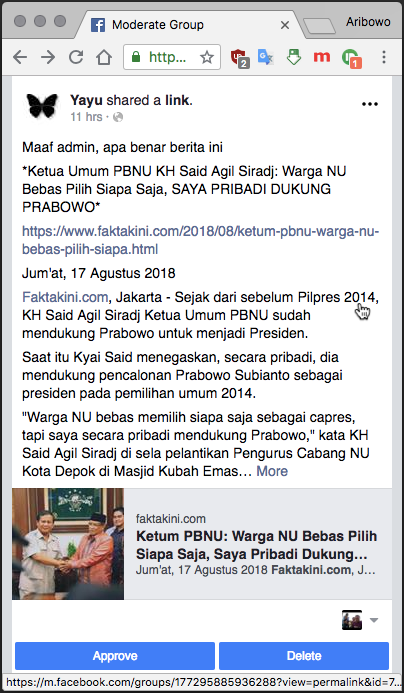 Moderate Group
Aribowo
http...
2
1
Yayu shared a link.
11 hrs ·
Maaf admin, apa benar berita ini
*Ketua Umum PBNU KH Said Agil Siradj: Warga NU
Bebas Pilih Siapa Saja, SAYA PRIBADI DUKUNG
PRABOWO*
https://www.faktakini.com/2018/08/ketum-pbnu-warga-nu-
bebas-pilih-siapa.html
Jum'at, 17 Agustus 2018
Faktakini.com, Jakarta - Sejak dari sebelum Pilpres 2014,
KH Said Agil Siradj Ketua Umum PBNU sudah
mendukung Prabowo untuk menjadi Presiden.
Saat itu Kyai Said menegaskan, secara pribadi, dia
mendukung pencalonan Prabowo Subianto sebagai
presiden pada pemilihan umum 2014.
"Warga NU bebas memilih siapa saja sebagai capres,
tapi saya secara pribadi mendukung Prabowo," kata KH
Said Agil Siradj di sela pelantikan Pengurus Cabang NU
Kota Depok di Masjid Kubah Emas… More
faktakini.com
Ketum PBNU: Warga NU Bebas Pilih
Siapa Saja, Saya Pribadi Dukung…
Jum'at, 17 Agustus 2018 Faktakini.com, J…
Approve
Delete
https://m.facebook.com/groups/177295885936288?view=permalink&id=7...